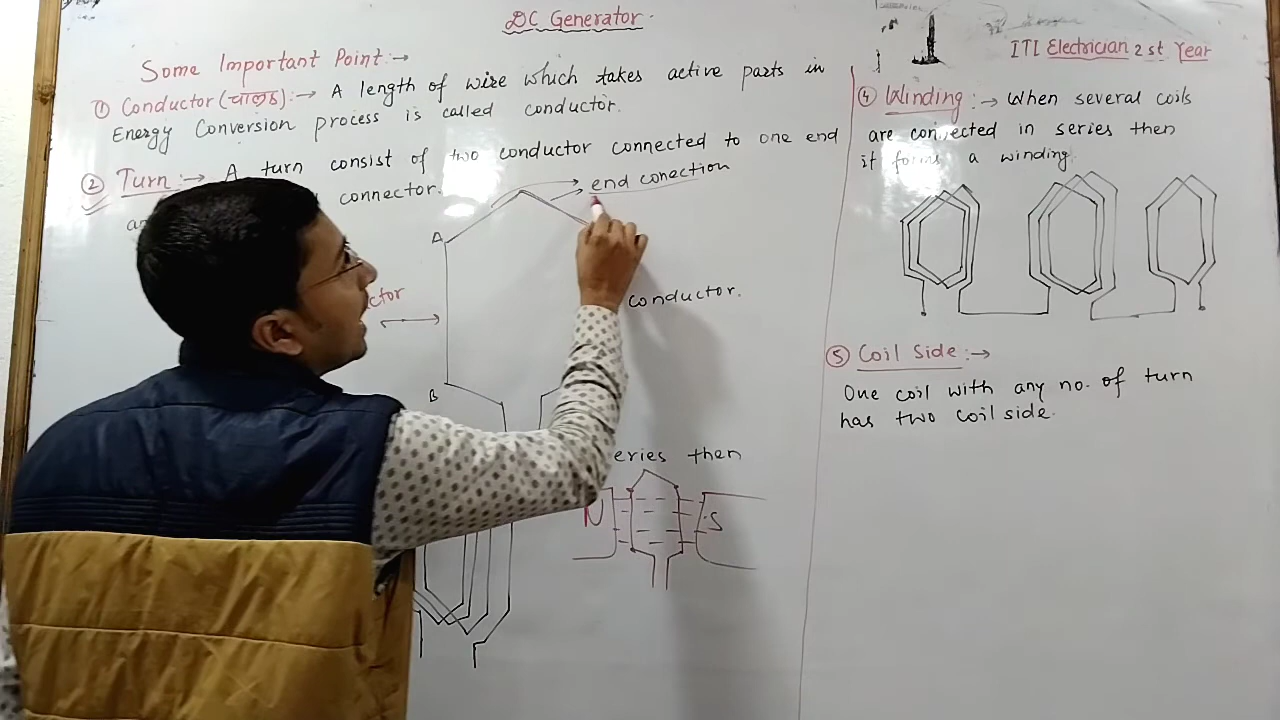 DC Generator
ITI Electrician 2st Year
Some Important Point:→
① Conductor (चालक):→ A length of wire which takes active parts in
Energy Conversion process is called conductor.
② Turn:→ A turn consist of two conductor connected to one end
connector.
end conection
A
conductor.
B
eries then
N
S
④ Winding:→ When several coils
are connected in series then
it forms a winding.
⑤ Coil Side:→
One coil with any no. of turn
has two coil side.